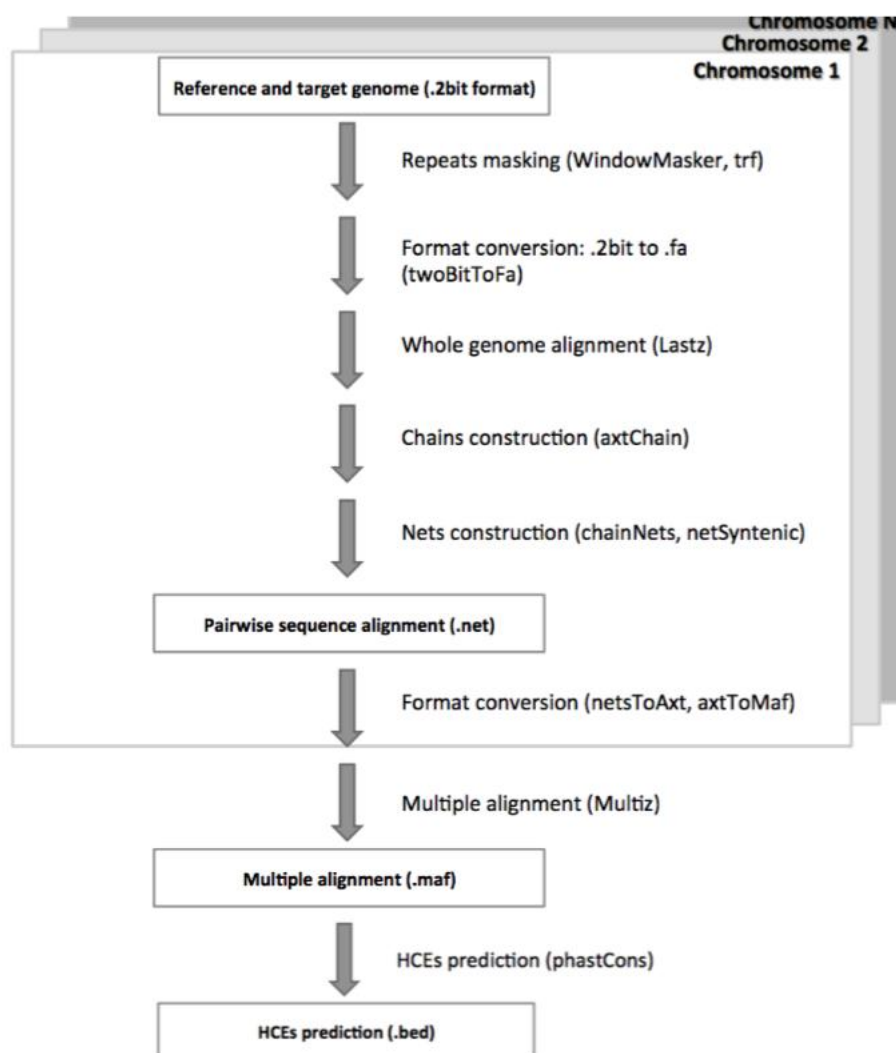 Chromosome N
Chromosome 2
Chromosome 1
Reference and target genome (.2bit format)
Repeats masking (WindowMasker, trf)
Format conversion: .2bit to .fa
(twoBitToFa)
Whole genome alignment (Lastz)
Chains construction (axtChain)
Nets construction (chainNets, netSyntenic)
Pairwise sequence alignment (.net)
Format conversion (netsToAxt, axtToMaf)
Multiple alignment (Multiz)
Multiple alignment (.maf)
HCEs prediction (phastCons)
HCEs prediction (.bed)